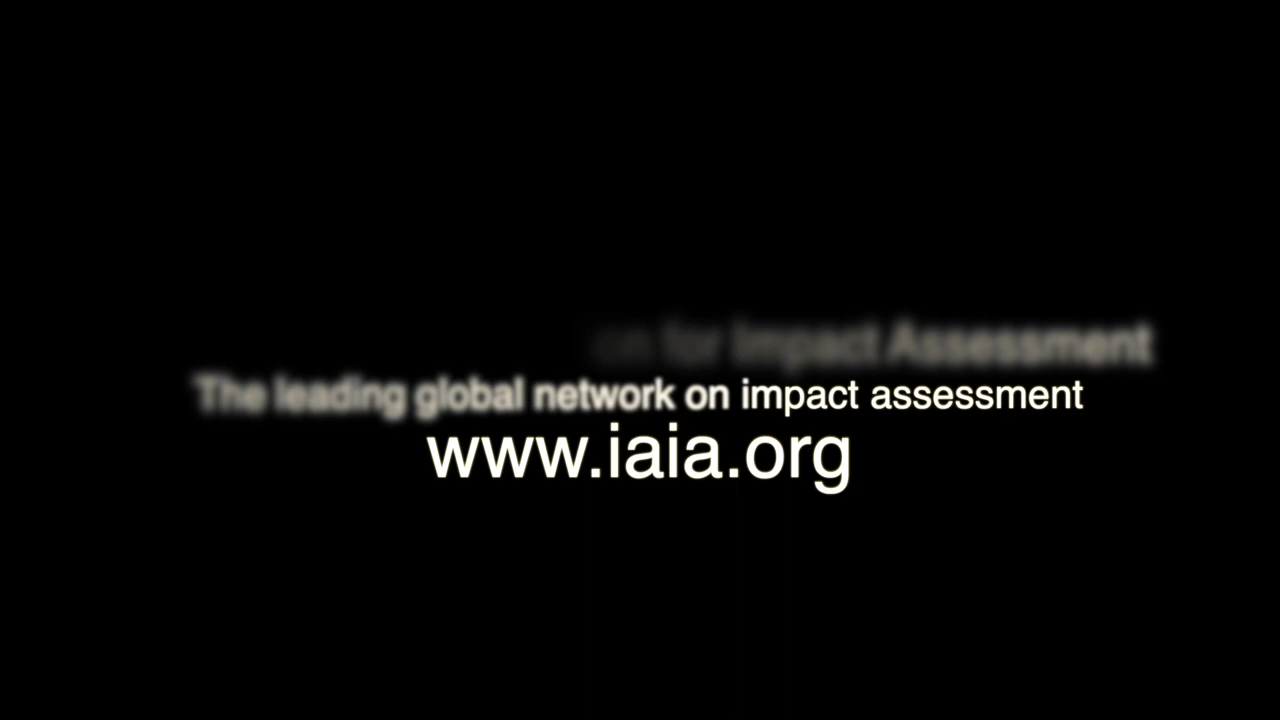 for Impact Assessment
The leading global network on impact assessment
www.iaia.org